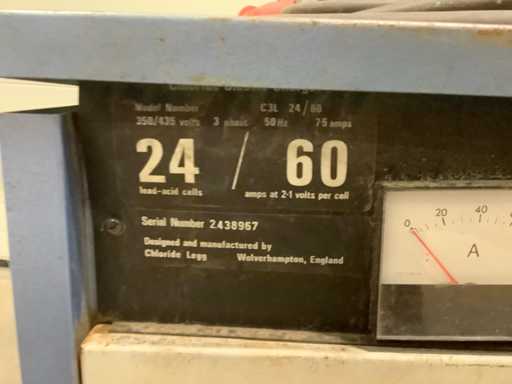 Model Number C3L 24/60
350/435 volts 3 phase 50Hz 75 amps
24 / 60
lead-acid cells amps at 2·1 volts per cell
Serial Number 2438967
Designed and manufactured by
Chloride Legg Wolverhampton, England
0 20 40
A